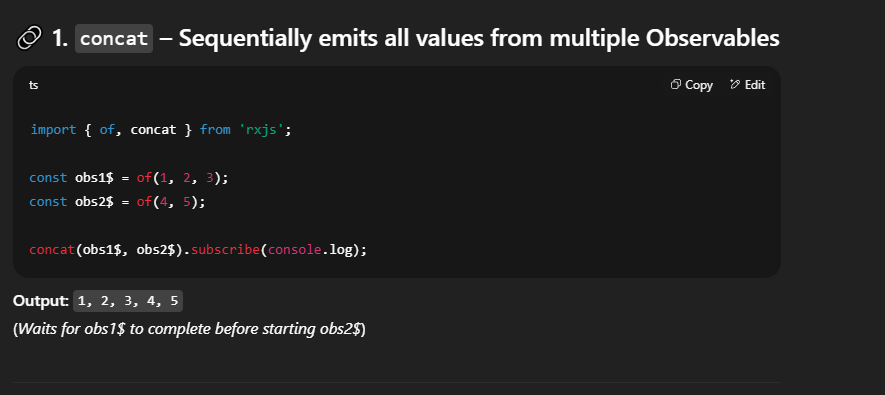 🔗 1. concat – Sequentially emits all values from multiple Observables
ts
Copy Edit
import { of, concat } from 'rxjs';
const obs1$ = of(1, 2, 3);
const obs2$ = of(4, 5);
concat(obs1$, obs2$).subscribe(console.log);
Output: 1, 2, 3, 4, 5
(Waits for obs1$ to complete before starting obs2$)